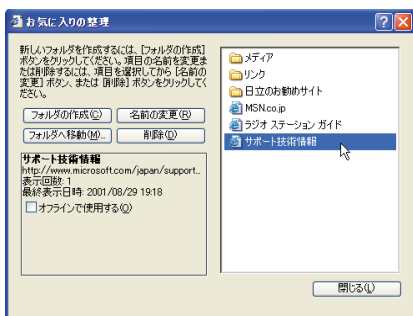 お気に入りの整理
新しいフォルダを作成するには、[フォルダの作成]
ボタンをクリックしてください。項目の名前を変更ま
たは削除するには、項目を選択してから [名前の
変更] ボタン、または [削除] ボタンをクリックしてく
ださい。
フォルダの作成(C)
名前の変更(R)
フォルダへ移動(M)...
削除(D)
サポート技術情報
http://www.microsoft.com/japan/support...
表示回数: 1
最終表示日時: 2001/08/29 19:18
オフラインで使用する(O)
メディア
リンク
日立のお勧めサイト
MSN.co.jp
ラジオ ステーション ガイド
サポート技術情報
閉じる(L)